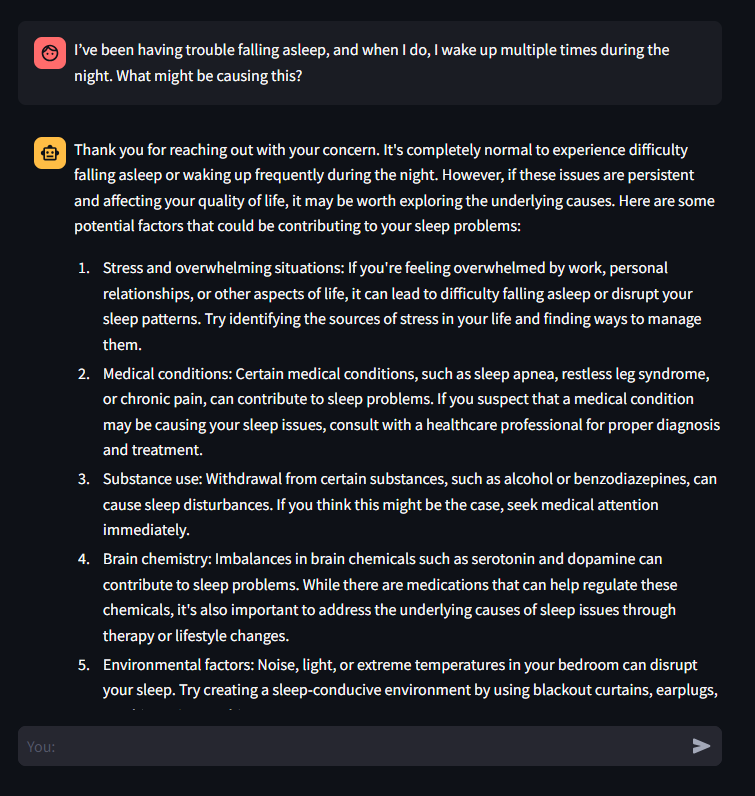 I've been having trouble falling asleep, and when I do, I wake up multiple times during the
night. What might be causing this?
Thank you for reaching out with your concern. It's completely normal to experience difficulty
falling asleep or waking up frequently during the night. However, if these issues are persistent
and affecting your quality of life, it may be worth exploring the underlying causes. Here are some
potential factors that could be contributing to your sleep problems:
1. Stress and overwhelming situations: If you're feeling overwhelmed by work, personal
relationships, or other aspects of life, it can lead to difficulty falling asleep or disrupt your
sleep patterns. Try identifying the sources of stress in your life and finding ways to manage
them.
2. Medical conditions: Certain medical conditions, such as sleep apnea, restless leg syndrome,
or chronic pain, can contribute to sleep problems. If you suspect that a medical condition
may be causing your sleep issues, consult with a healthcare professional for proper diagnosis
and treatment.
3. Substance use: Withdrawal from certain substances, such as alcohol or benzodiazepines, can
cause sleep disturbances. If you think this might be the case, seek medical attention
immediately.
4. Brain chemistry: Imbalances in brain chemicals such as serotonin and dopamine can
contribute to sleep problems. While there are medications that can help regulate these
chemicals, it's also important to address the underlying causes of sleep issues through
therapy or lifestyle changes.
5. Environmental factors: Noise, light, or extreme temperatures in your bedroom can disrupt
your sleep. Try creating a sleep-conducive environment by using blackout curtains, earplugs,
You: